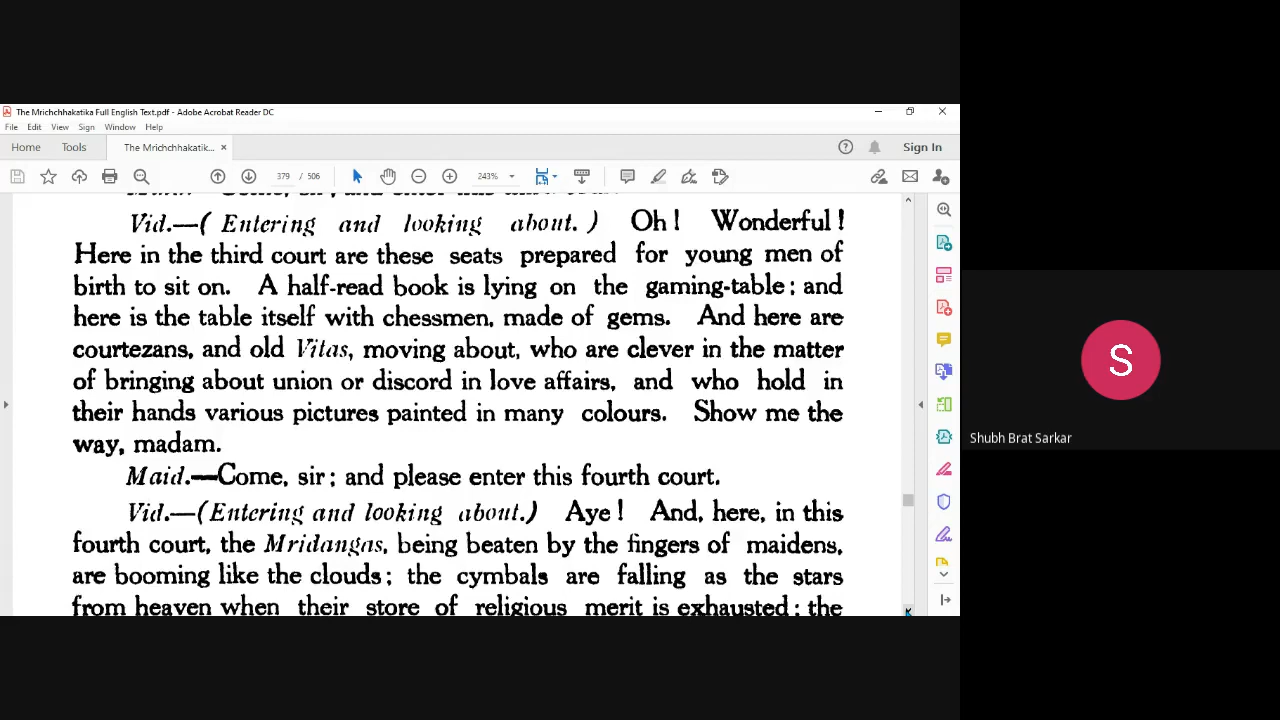 The Mrichchhakatika Full English Text.pdf - Adobe Acrobat Reader DC
File Edit View Sign Window Help
Home Tools The Mrichchhakatik... × Sign In
379 / 506 243%
Vid.—( Entering and looking about. ) Oh ! Wonderful !
Here in the third court are these seats prepared for young men of
birth to sit on. A half-read book is lying on the gaming-table ; and
here is the table itself with chessmen, made of gems. And here are
courtezans, and old Vitas, moving about, who are clever in the matter
of bringing about union or discord in love affairs, and who hold in
their hands various pictures painted in many colours. Show me the
way, madam.
Maid.—Come, sir ; and please enter this fourth court.
Vid.—(Entering and looking about.) Aye ! And, here, in this
fourth court, the Mridangas, being beaten by the fingers of maidens,
are booming like the clouds ; the cymbals are falling as the stars
from heaven when their store of religious merit is exhausted ; the
S
Shubh Brat Sarkar